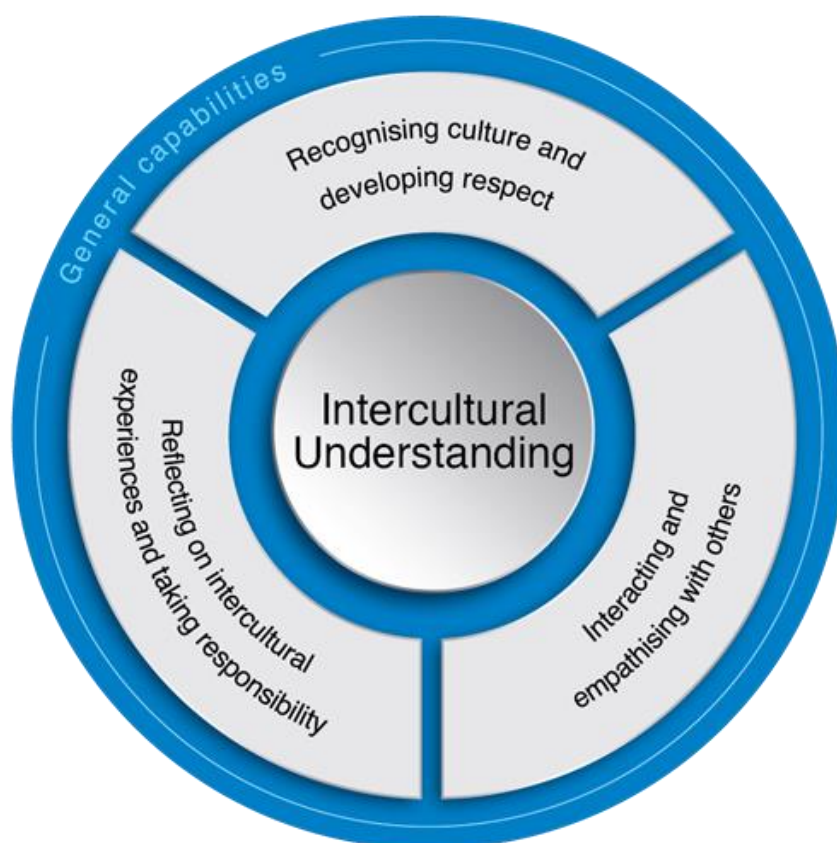 General capabilities
Recognising culture and
developing respect
Intercultural
Understanding
Interacting and
empathising with others
Reflecting on intercultural
experiences and taking responsibility